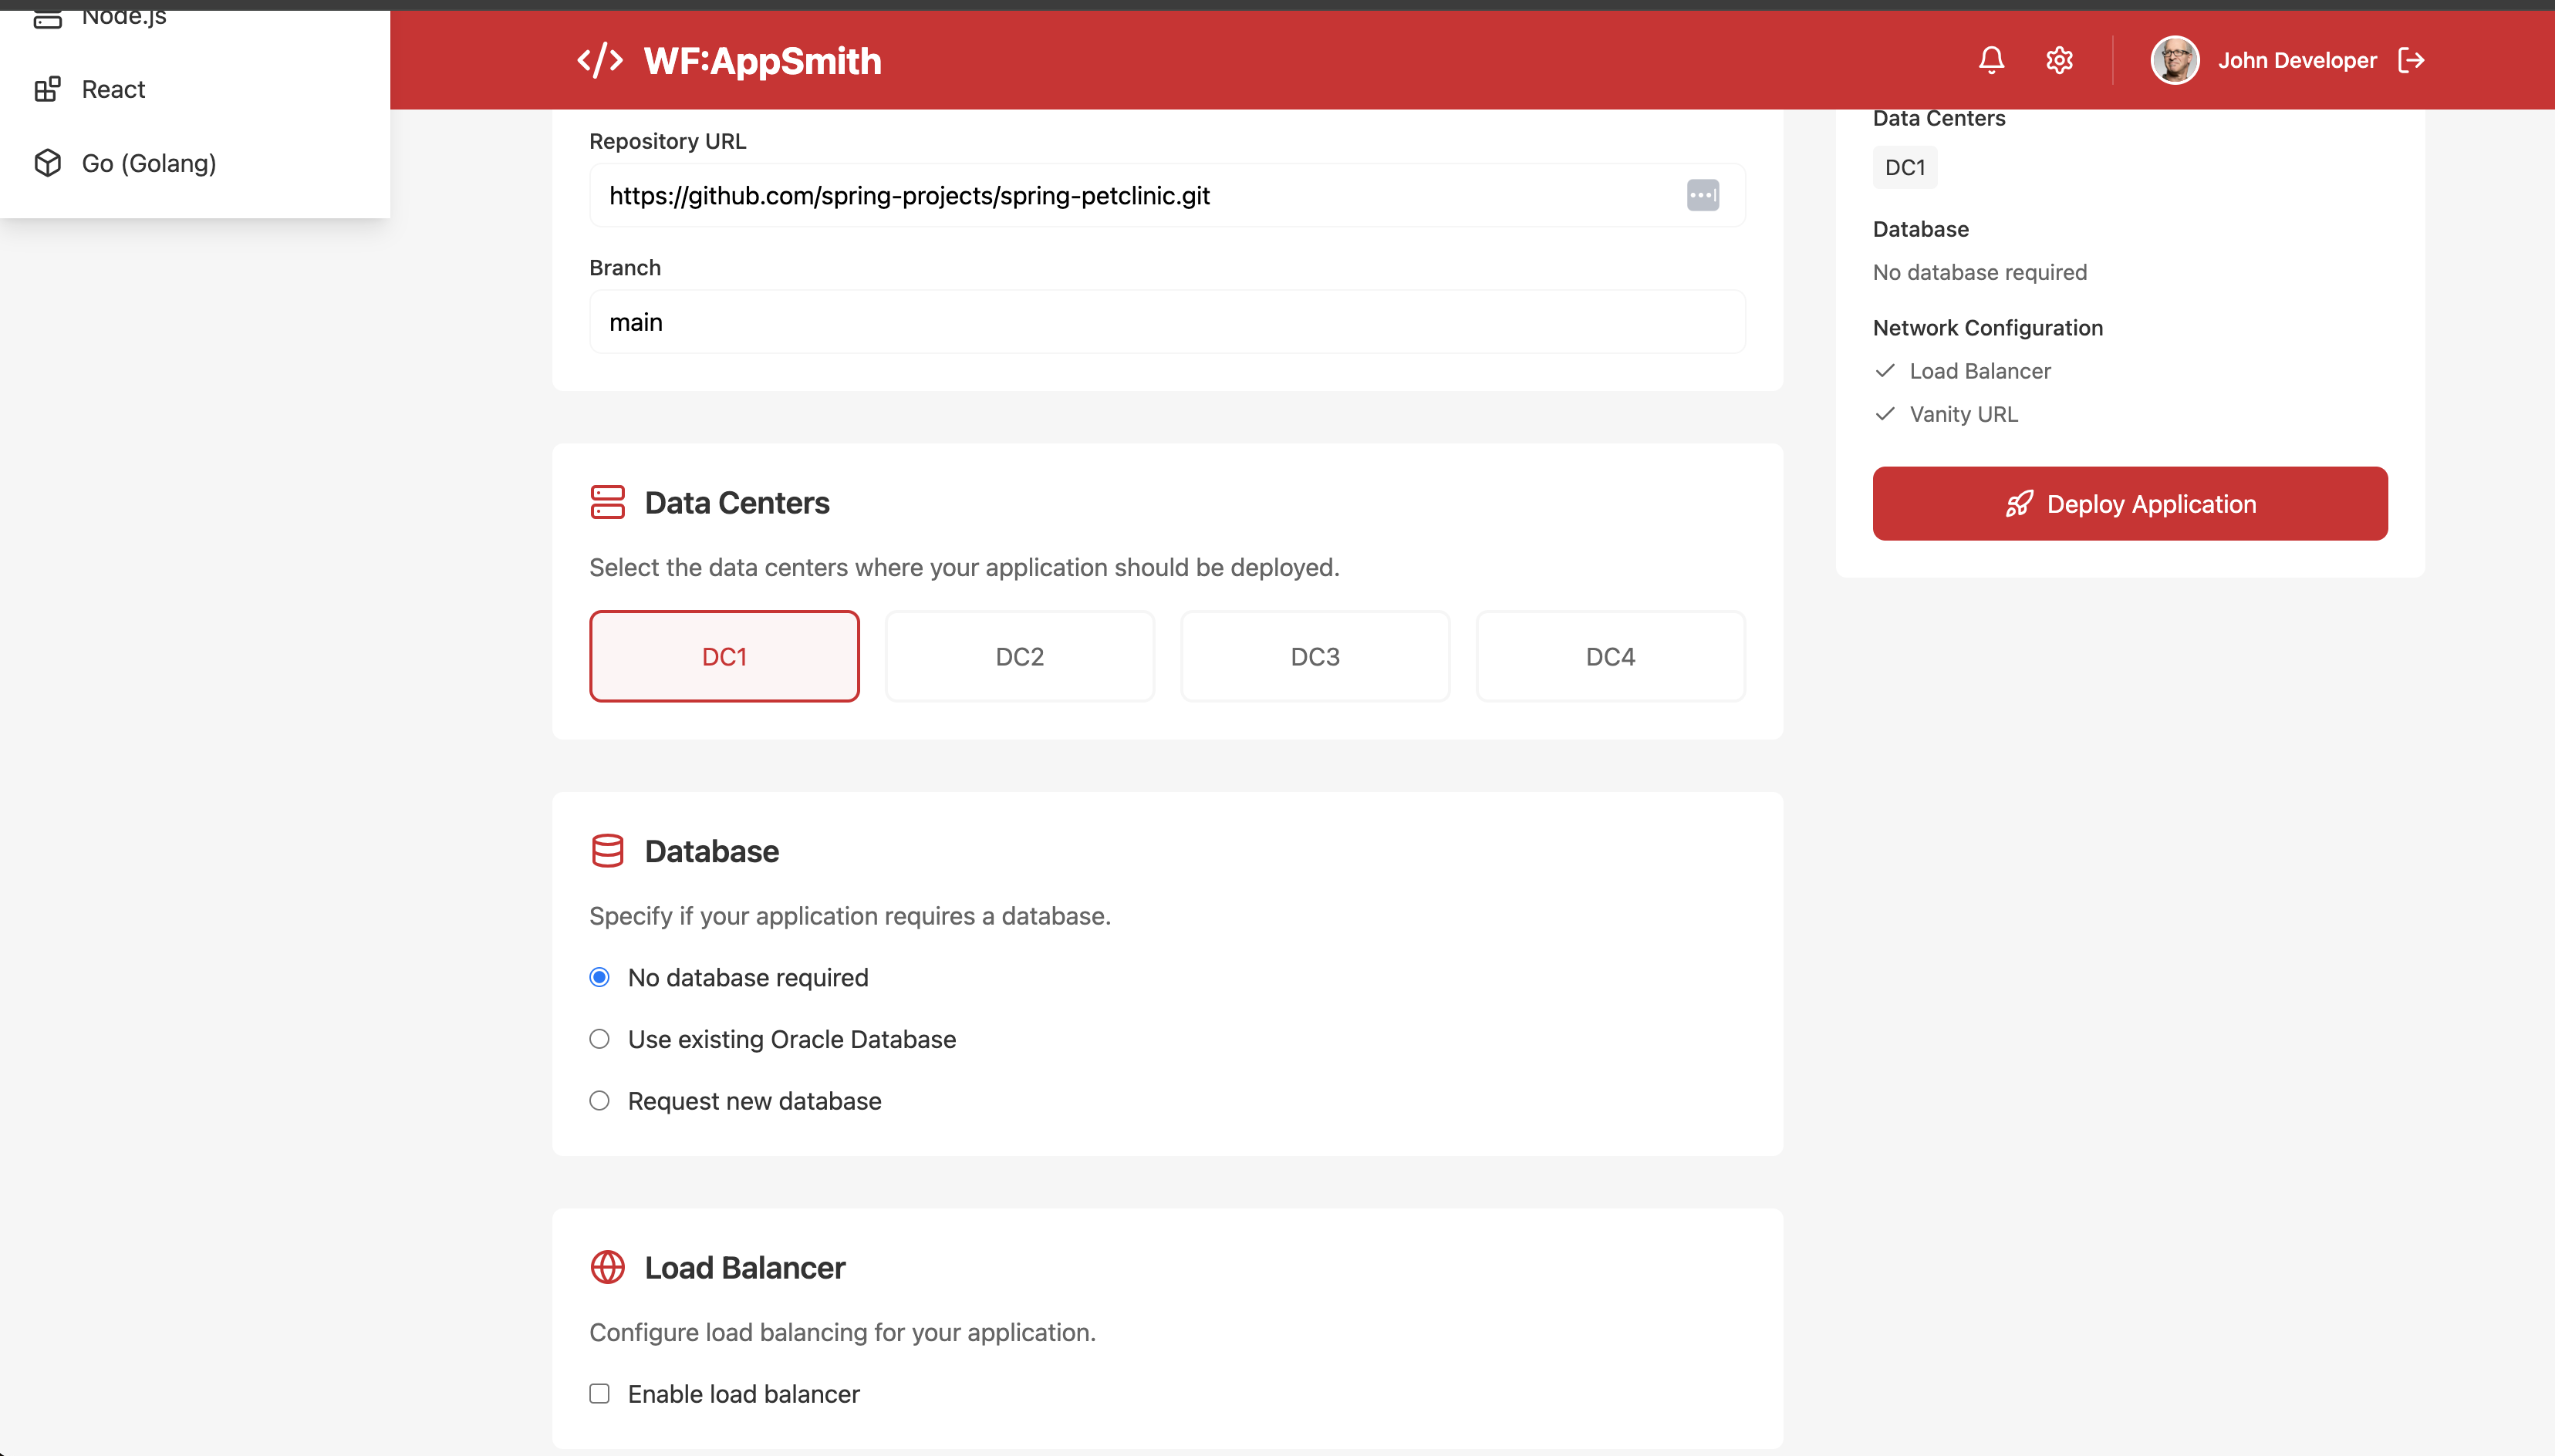 Node.js
React
Go (Golang)
WF:AppSmith
John Developer
Repository URL
https://github.com/spring-projects/spring-petclinic.git
Branch
main
Data Centers
Select the data centers where your application should be deployed.
DC1
DC2
DC3
DC4
Database
Specify if your application requires a database.
No database required
Use existing Oracle Database
Request new database
Load Balancer
Configure load balancing for your application.
Enable load balancer
Data Centers
DC1
Database
No database required
Network Configuration
Load Balancer
Vanity URL
Deploy Application